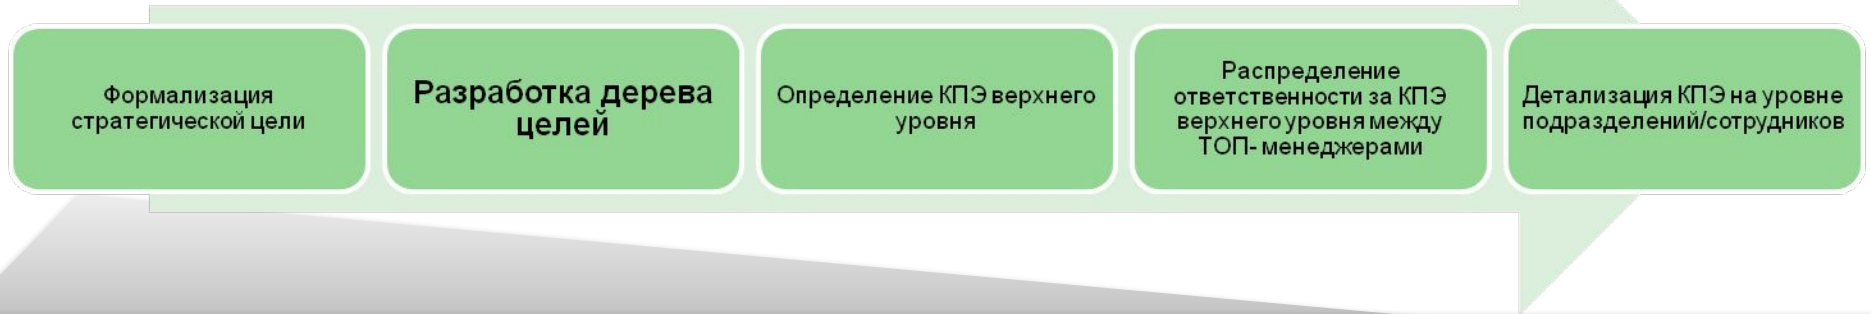 Формализация
стратегической цели
Разработка дерева
целей
Определение КПЭ верхнего
уровня
Распределение
ответственности за КПЭ
верхнего уровня между
ТОП- менеджерами
Детализация КПЭ на уровне
подразделений/сотрудников